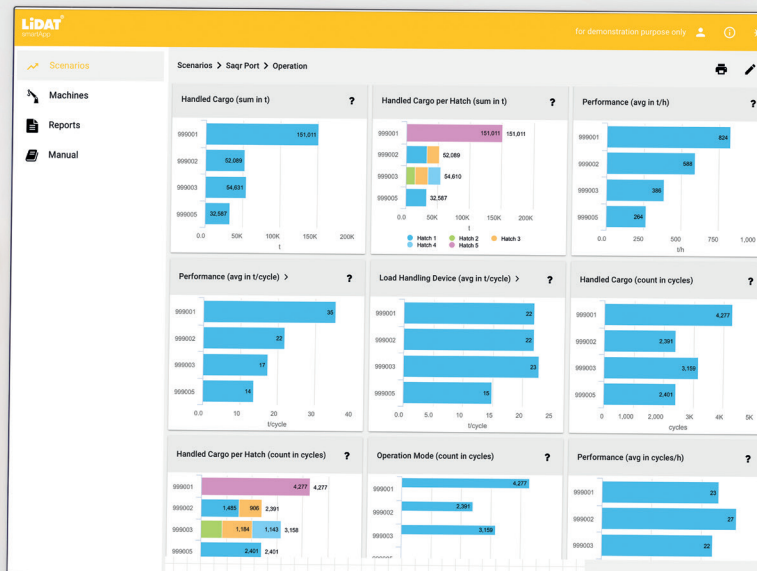 LiDAT®
smartApp
for demonstration purpose only
Scenarios
Machines
Reports
Manual
Scenarios > Saqr Port > Operation
Handled Cargo (sum in t) ?
999001 151,011
999002 52,089
999003 54,631
999005 32,587
0.0 50K 100K 150K 200K
t
Handled Cargo per Hatch (sum in t) ?
999001 151,011 151,011
999002 52,089
999003 54,610
999005 32,587
0.0 50K 100K 150K 200K
t
Hatch 1 Hatch 2 Hatch 3
Hatch 4 Hatch 5
Performance (avg in t/h) ?
999001 824
999002 588
999003 386
999005 264
0.0 250 500 750 1,000
t/h
Performance (avg in t/cycle) > ?
999001 35
999002 22
999003 17
999005 14
0.0 10 20 30 40
t/cycle
Load Handling Device (avg in t/cycle) > ?
999001 22
999002 22
999003 23
999005 15
0.0 5.0 10 15 20 25
t/cycle
Handled Cargo (count in cycles) ?
999001 4,277
999002 2,391
999003 3,159
999005 2,401
0 1,000 2,000 3K 4K 5K
cycles
Handled Cargo per Hatch (count in cycles) ?
999001 4,277 4,277
999002 1,485 906 2,391
999003 1,184 1,143 3,158
999005 2,401 2,401
Operation Mode (count in cycles) ?
999001 4,277
999002 2,391
999003 3,159
Performance (avg in cycles/h) ?
999001 23
999002 27
999003 22